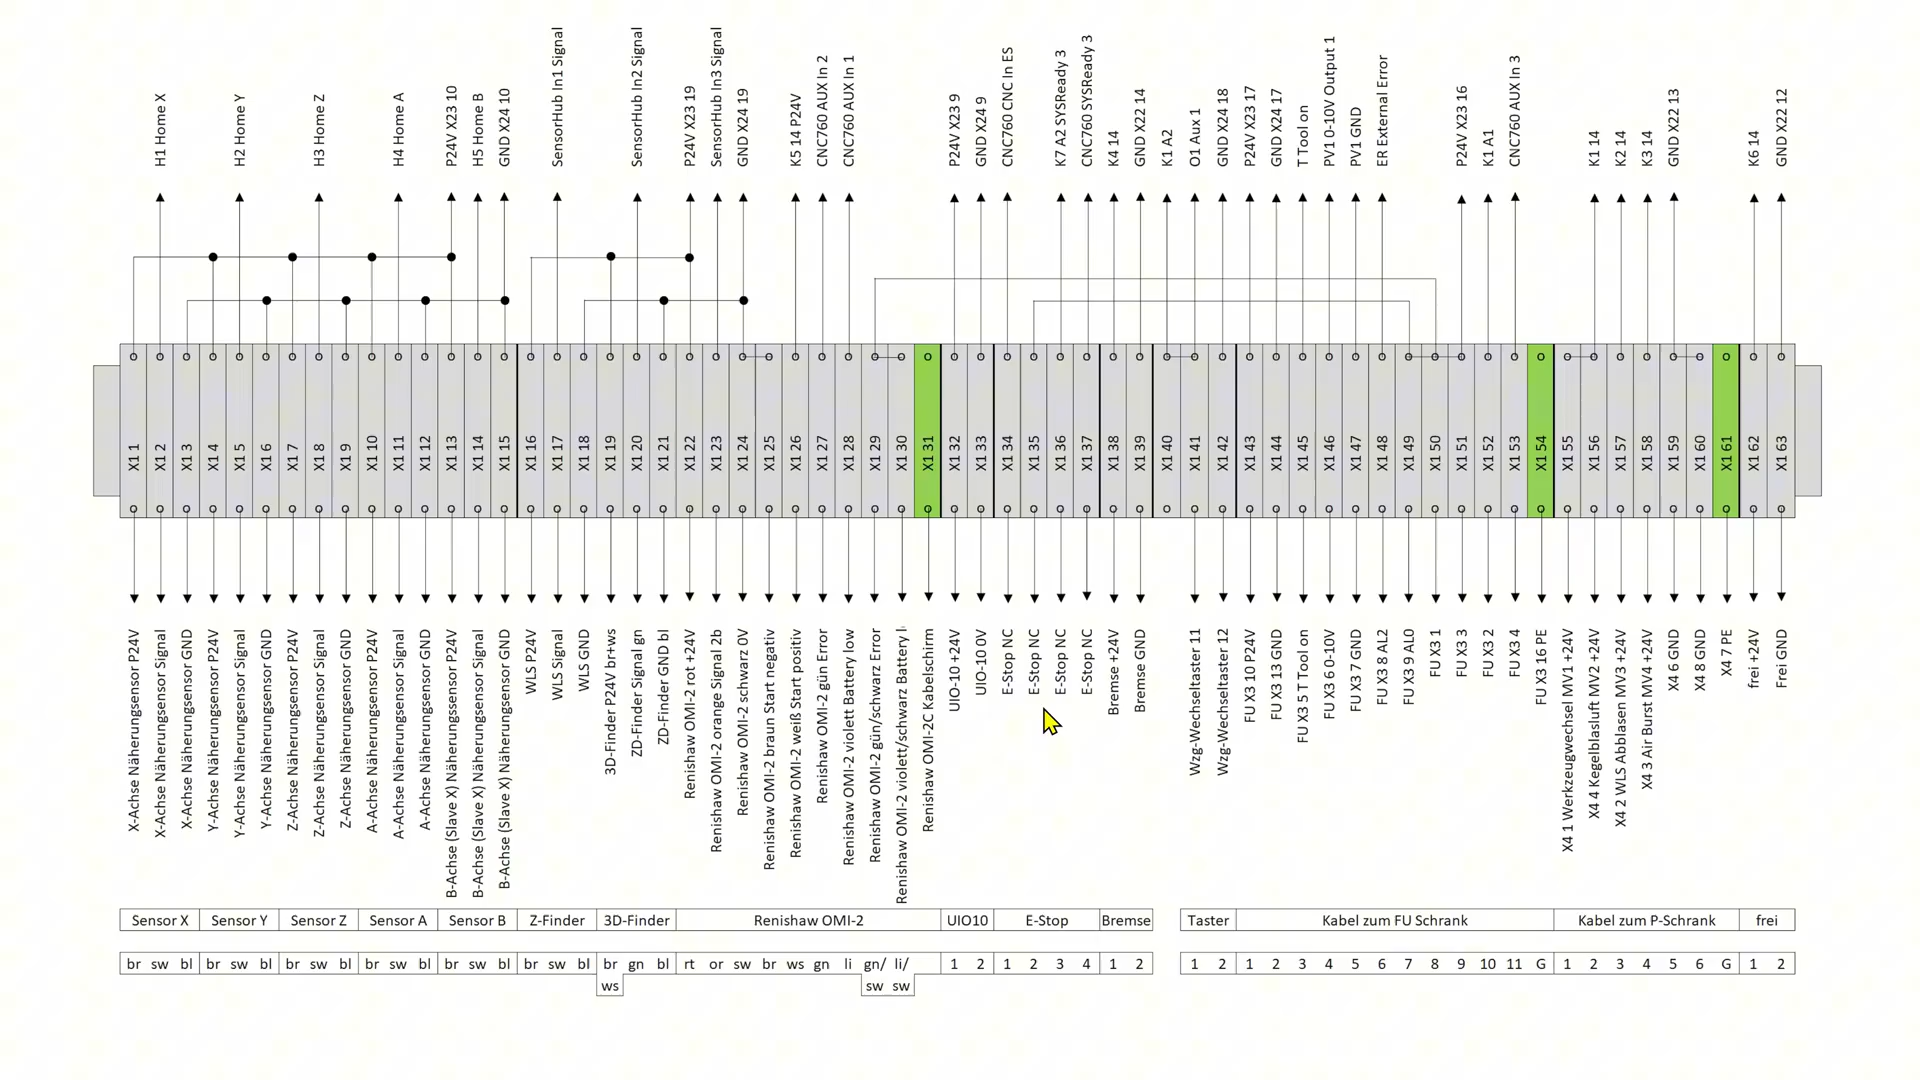 H1 Home X
H2 Home Y
H3 Home Z
H4 Home A
P24V X23 10
H5 Home B
GND X24 10
SensorHub In1 Signal
SensorHub In2 Signal
P24V X23 19
SensorHub In3 Signal
GND X24 19
K5 14 P24V
CNC760 AUX In 2
CNC760 AUX In 1
P24V X23 9
GND X24 9
CNC760 CNC In ES
K7 A2 SYSReady 3
CNC760 SYSReady 3
K4 14
GND X22 14
K1 A2
O1 Aux 1
GND X24 18
P24V X23 17
GND X24 17
T Tool on
PV1 0-10V Output 1
PV1 GND
ER External Error
P24V X23 16
K1 A1
CNC760 AUX In 3
K1 14
K2 14
K3 14
GND X22 13
K6 14
GND X22 12
X1 1
X1 2
X1 3
X1 4
X1 5
X1 6
X1 7
X1 8
X1 9
X1 10
X1 11
X1 12
X1 13
X1 14
X1 15
X1 16
X1 17
X1 18
X1 19
X1 20
X1 21
X1 22
X1 23
X1 24
X1 25
X1 26
X1 27
X1 28
X1 29
X1 30
X1 31
X1 32
X1 33
X1 34
X1 35
X1 36
X1 37
X1 38
X1 39
X1 40
X1 41
X1 42
X1 43
X1 44
X1 45
X1 46
X1 47
X1 48
X1 49
X1 50
X1 51
X1 52
X1 53
X1 54
X1 55
X1 56
X1 57
X1 58
X1 59
X1 60
X1 61
X1 62
X1 63
X-Achse Näherungsensor P24V
X-Achse Näherungsensor Signal
X-Achse Näherungsensor GND
Y-Achse Näherungsensor P24V
Y-Achse Näherungsensor Signal
Y-Achse Näherungsensor GND
Z-Achse Näherungsensor P24V
Z-Achse Näherungsensor Signal
Z-Achse Näherungsensor GND
A-Achse Näherungsensor P24V
A-Achse Näherungsensor Signal
A-Achse Näherungsensor GND
B-Achse (Slave X) Näherungssensor P24V
B-Achse (Slave X) Näherungsensor Signal
B-Achse (Slave X) Näherungsensor GND
WLS P24V
WLS Signal
WLS GND
3D-Finder P24V br+ws
ZD-Finder Signal gn
ZD-Finder GND bl
Renishaw OMI-2 rot +24V
Renishaw OMI-2 orange Signal 2b
Renishaw OMI-2 schwarz 0V
Renishaw OMI-2 braun Start negativ
Renishaw OMI-2 weiß Start positiv
Renishaw OMI-2 gün Error
Renishaw OMI-2 violett Battery low
Renishaw OMI-2 gün/schwarz Error
Renishaw OMI-2 violett/schwarz Battery l
Renishaw OMI-2C Kabelschirm
UIO-10 +24V
UIO-10 0V
E-Stop NC
E-Stop NC
E-Stop NC
E-Stop NC
Bremse +24V
Bremse GND
Wzg-Wechseltaster 11
Wzg-Wechseltaster 12
FU X3 10 P24V
FU X3 13 GND
FU X3 5 T Tool on
FU X3 6 0-10V
FU X3 7 GND
FU X3 8 AL2
FU X3 9 AL0
FU X3 1
FU X3 3
FU X3 2
FU X3 4
FU X3 16 PE
X4 1 Werkzeugwechsel MV1 +24V
X4 4 Kegelblasluft MV2 +24V
X4 2 WLS Abblasen MV3 +24V
X4 3 Air Burst MV4 +24V
X4 6 GND
X4 8 GND
X4 7 PE
frei +24V
Frei GND
Sensor X Sensor Y Sensor Z Sensor A Sensor B Z-Finder 3D-Finder Renishaw OMI-2 UIO10 E-Stop Bremse Taster Kabel zum FU Schrank Kabel zum P-Schrank frei
br sw bl br sw bl br sw bl br sw bl br sw bl br sw bl br gn bl rt or sw br ws gn li gn/ li/ 1 2 1 2 3 4 1 2 1 2 1 2 3 4 5 6 7 8 9 10 11 G 1 2 3 4 5 6 G 1 2
ws sw sw